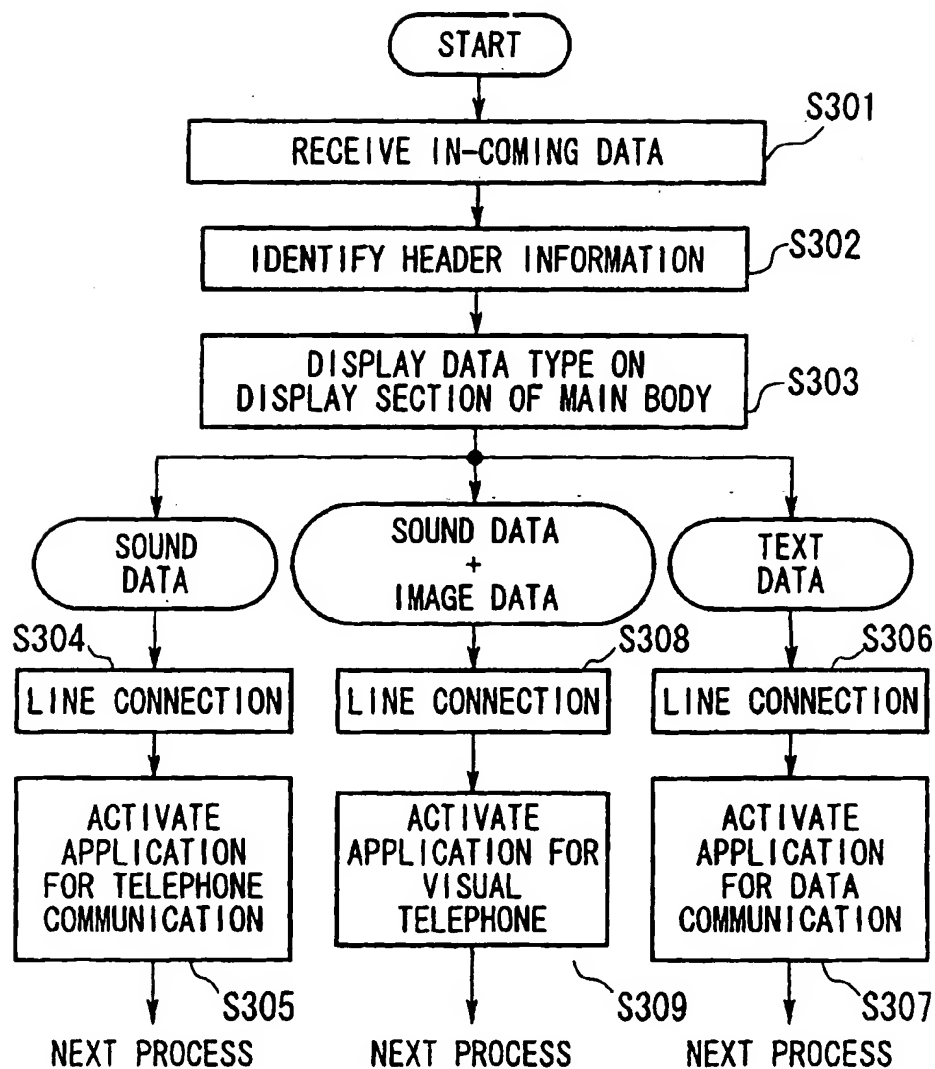 START
S301
RECEIVE IN-COMING DATA
S302
IDENTIFY HEADER INFORMATION
DISPLAY DATA TYPE ON
DISPLAY SECTION OF MAIN BODY
S303
SOUND
DATA
SOUND DATA
+
IMAGE DATA
TEXT
DATA
S304
LINE CONNECTION
S308
LINE CONNECTION
S306
LINE CONNECTION
ACTIVATE
APPLICATION
FOR TELEPHONE
COMMUNICATION
S305
NEXT PROCESS
ACTIVATE
APPLICATION FOR
VISUAL
TELEPHONE
S309
NEXT PROCESS
ACTIVATE
APPLICATION
FOR DATA
COMMUNICATION
S307
NEXT PROCESS